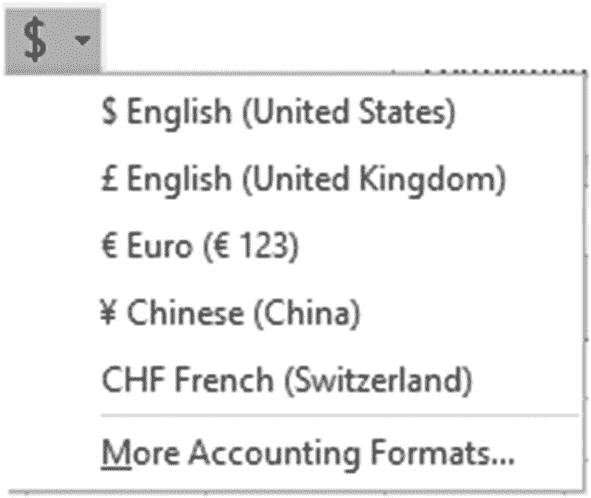 $
$ English (United States)
£ English (United Kingdom)
€ Euro (€ 123)
¥ Chinese (China)
CHF French (Switzerland)
More Accounting Formats...